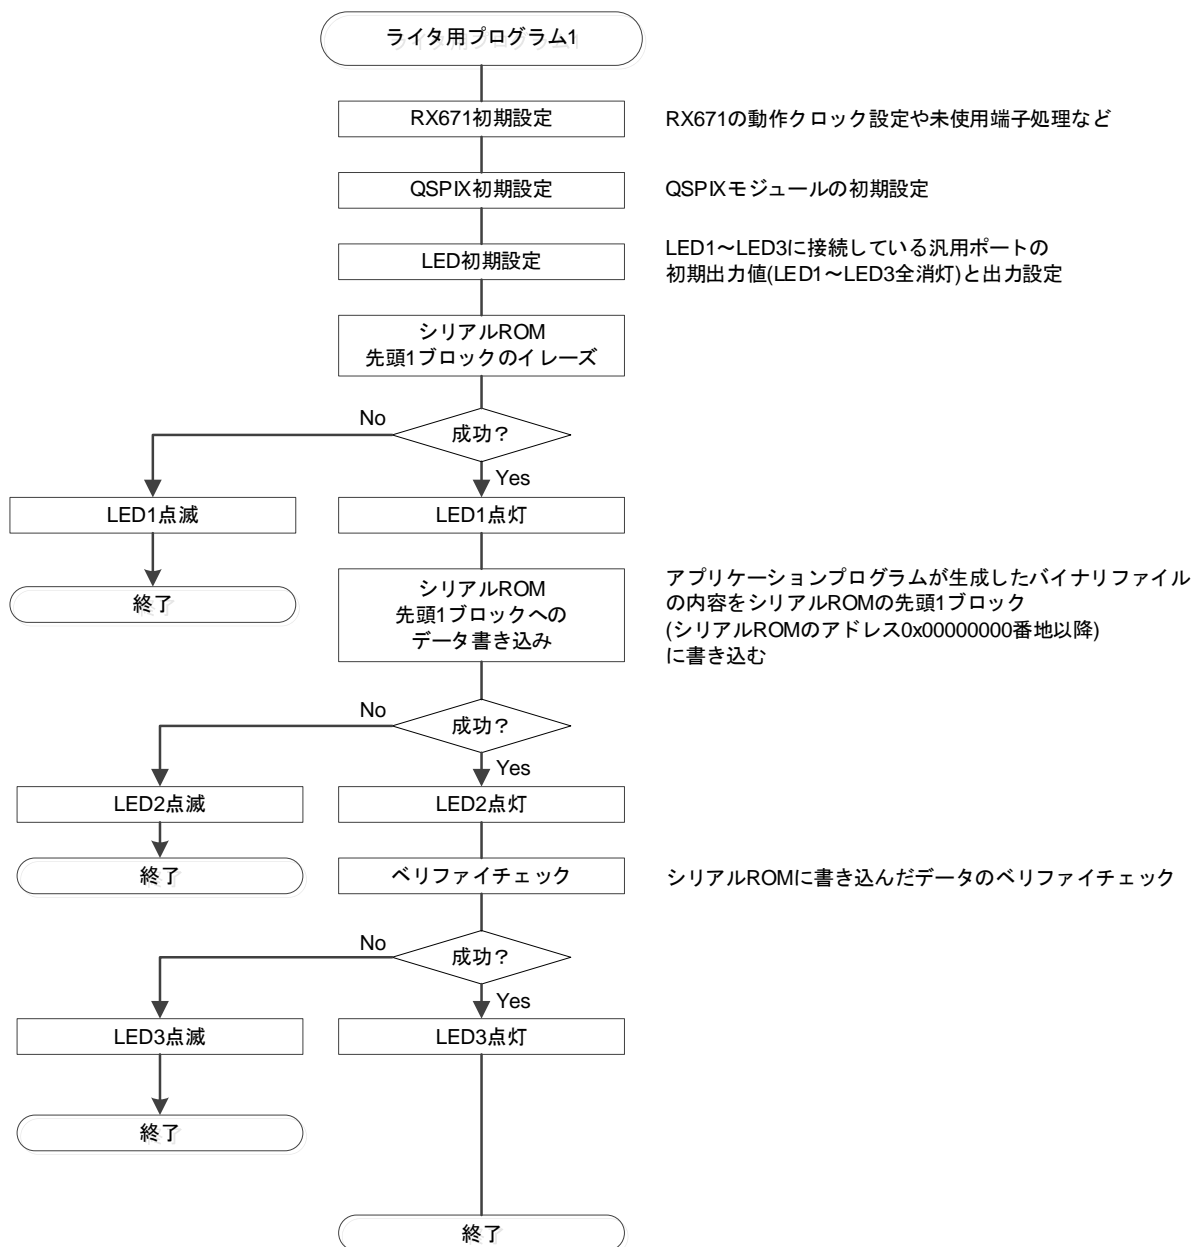 ライタ用プログラム1
RX671初期設定
RX671の動作クロック設定や未使用端子処理など
QSPIX初期設定
QSPIXモジュールの初期設定
LED初期設定
LED1～LED3に接続している汎用ポートの
初期出力値(LED1～LED3全消灯)と出力設定
シリアルROM
先頭1ブロックのイレーズ
No
成功？
Yes
LED1点滅
LED1点灯
終了
シリアルROM
先頭1ブロックへの
データ書き込み
アプリケーションプログラムが生成したバイナリファイル
の内容をシリアルROMの先頭1ブロック
(シリアルROMのアドレス0x00000000番地以降)
に書き込む
No
成功？
Yes
LED2点滅
LED2点灯
終了
ベリファイチェック
シリアルROMに書き込んだデータのベリファイチェック
No
成功？
Yes
LED3点滅
LED3点灯
終了
終了